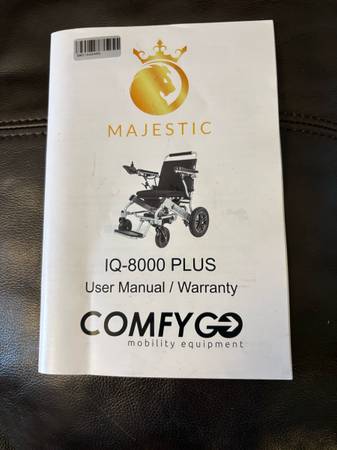 MAJESTIC
IQ-8000 PLUS
User Manual / Warranty
COMFYGO
mobility equipment